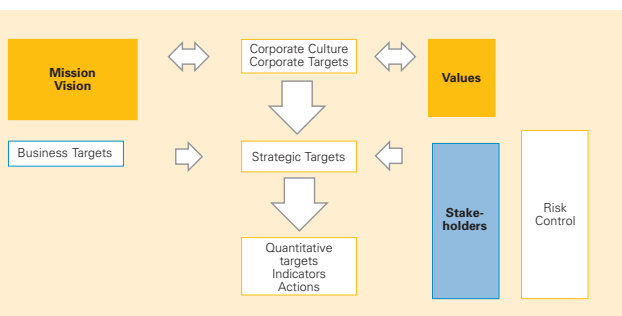 Mission
Vision
Corporate Culture
Corporate Targets
Values
Business Targets
Strategic Targets
Stake-
holders
Risk
Control
Quantitative
targets
Indicators
Actions